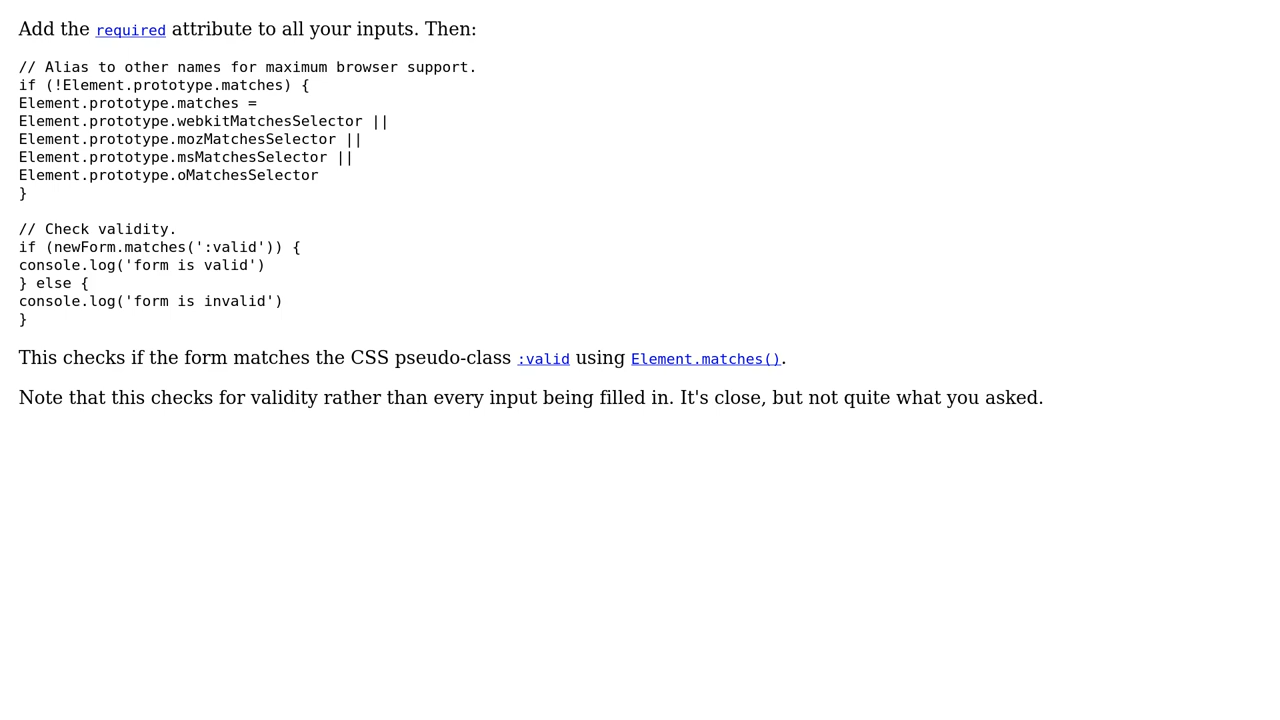 Add the required attribute to all your inputs. Then:
// Alias to other names for maximum browser support.
if (!Element.prototype.matches) {
Element.prototype.matches =
Element.prototype.webkitMatchesSelector ||
Element.prototype.mozMatchesSelector ||
Element.prototype.msMatchesSelector ||
Element.prototype.oMatchesSelector
}
// Check validity.
if (newForm.matches(':valid')) {
console.log('form is valid')
} else {
console.log('form is invalid')
}
This checks if the form matches the CSS pseudo-class :valid using Element.matches().
Note that this checks for validity rather than every input being filled in. It's close, but not quite what you asked.